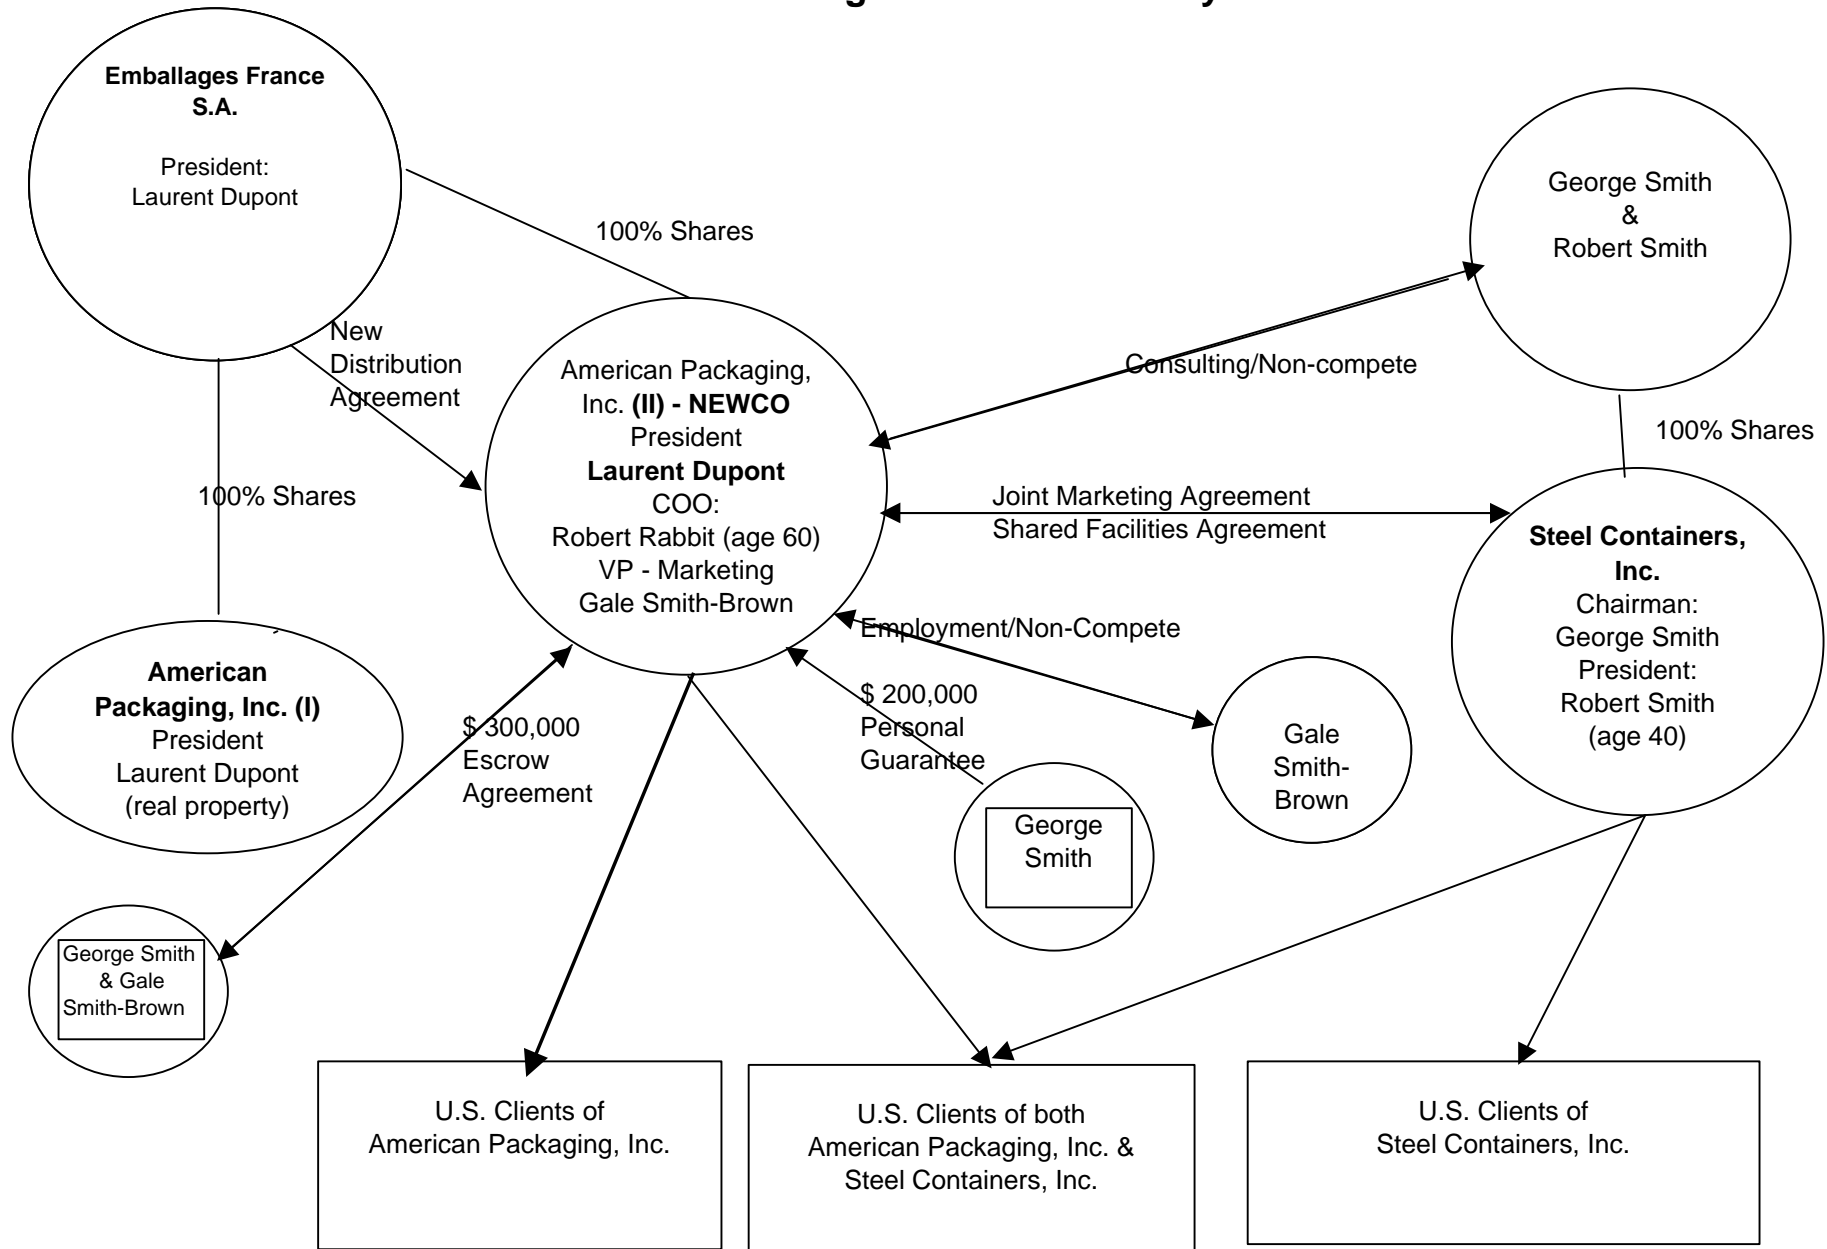 Emballages France
S.A.
President:
Laurent Dupont
100% Shares
George Smith
&
Robert Smith
New
Distribution
Agreement
Consulting/Non-compete
100% Shares
100% Shares
American Packaging,
Inc. (II) - NEWCO
President
Laurent Dupont
COO:
Robert Rabbit (age 60)
VP - Marketing
Gale Smith-Brown
Joint Marketing Agreement
Shared Facilities Agreement
Steel Containers,
Inc.
Chairman:
George Smith
President:
Robert Smith
(age 40)
Employment/Non-Compete
American
Packaging, Inc. (I)
President
Laurent Dupont
(real property)
$ 300,000
Escrow
Agreement
$ 200,000
Personal
Guarantee
Gale
Smith-
Brown
George
Smith
George Smith
& Gale
Smith-Brown
U.S. Clients of
American Packaging, Inc.
U.S. Clients of both
American Packaging, Inc. &
Steel Containers, Inc.
U.S. Clients of
Steel Containers, Inc.